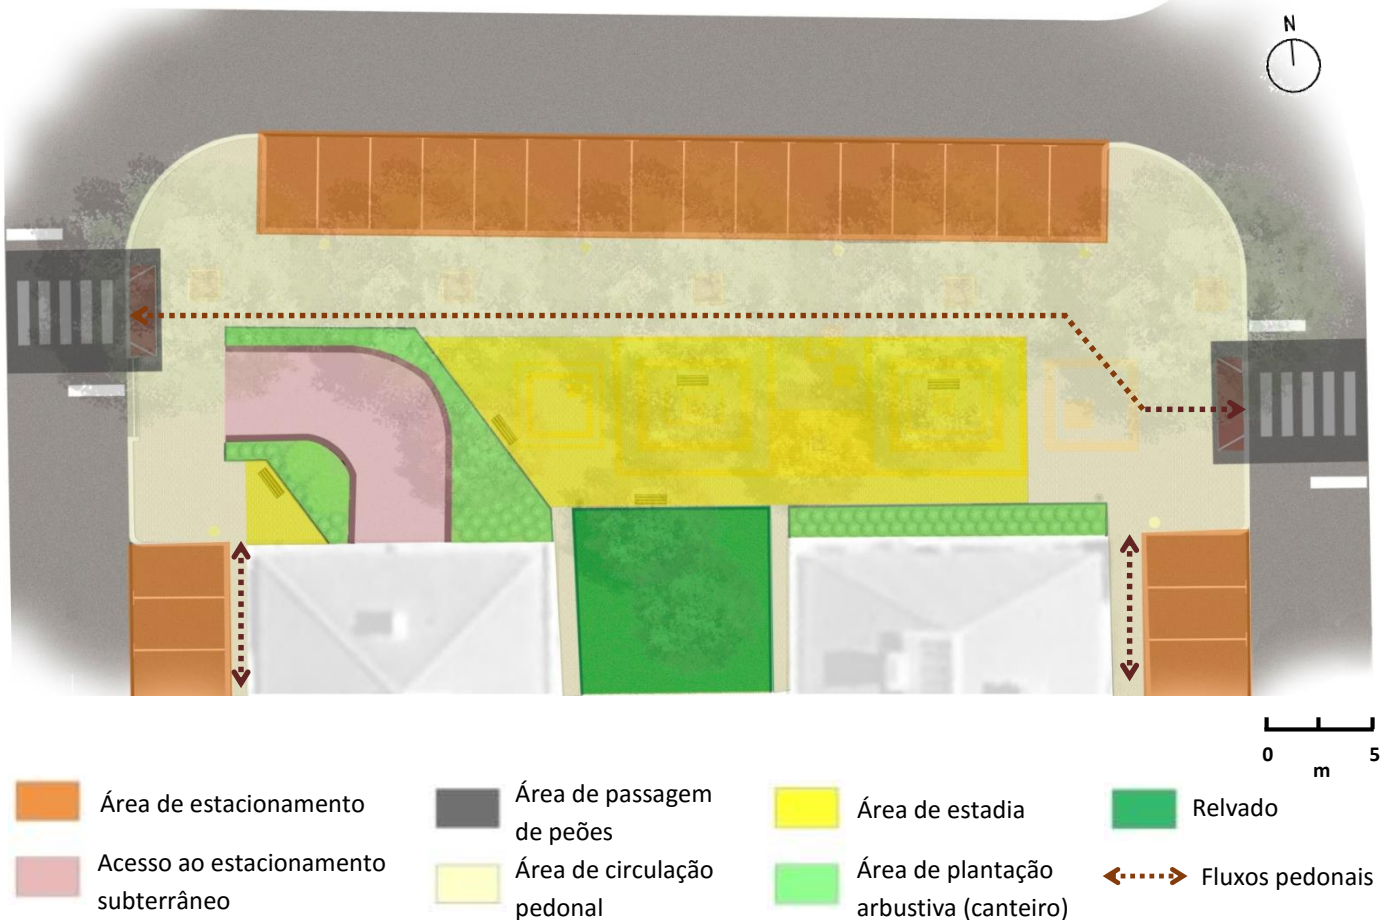 N
0 5
m
Área de estacionamento
Acesso ao estacionamento
subterrâneo
Área de passagem
de peões
Área de circulação
pedonal
Área de estadia
Área de plantação
arbustiva (canteiro)
Relvado
Fluxos pedonais